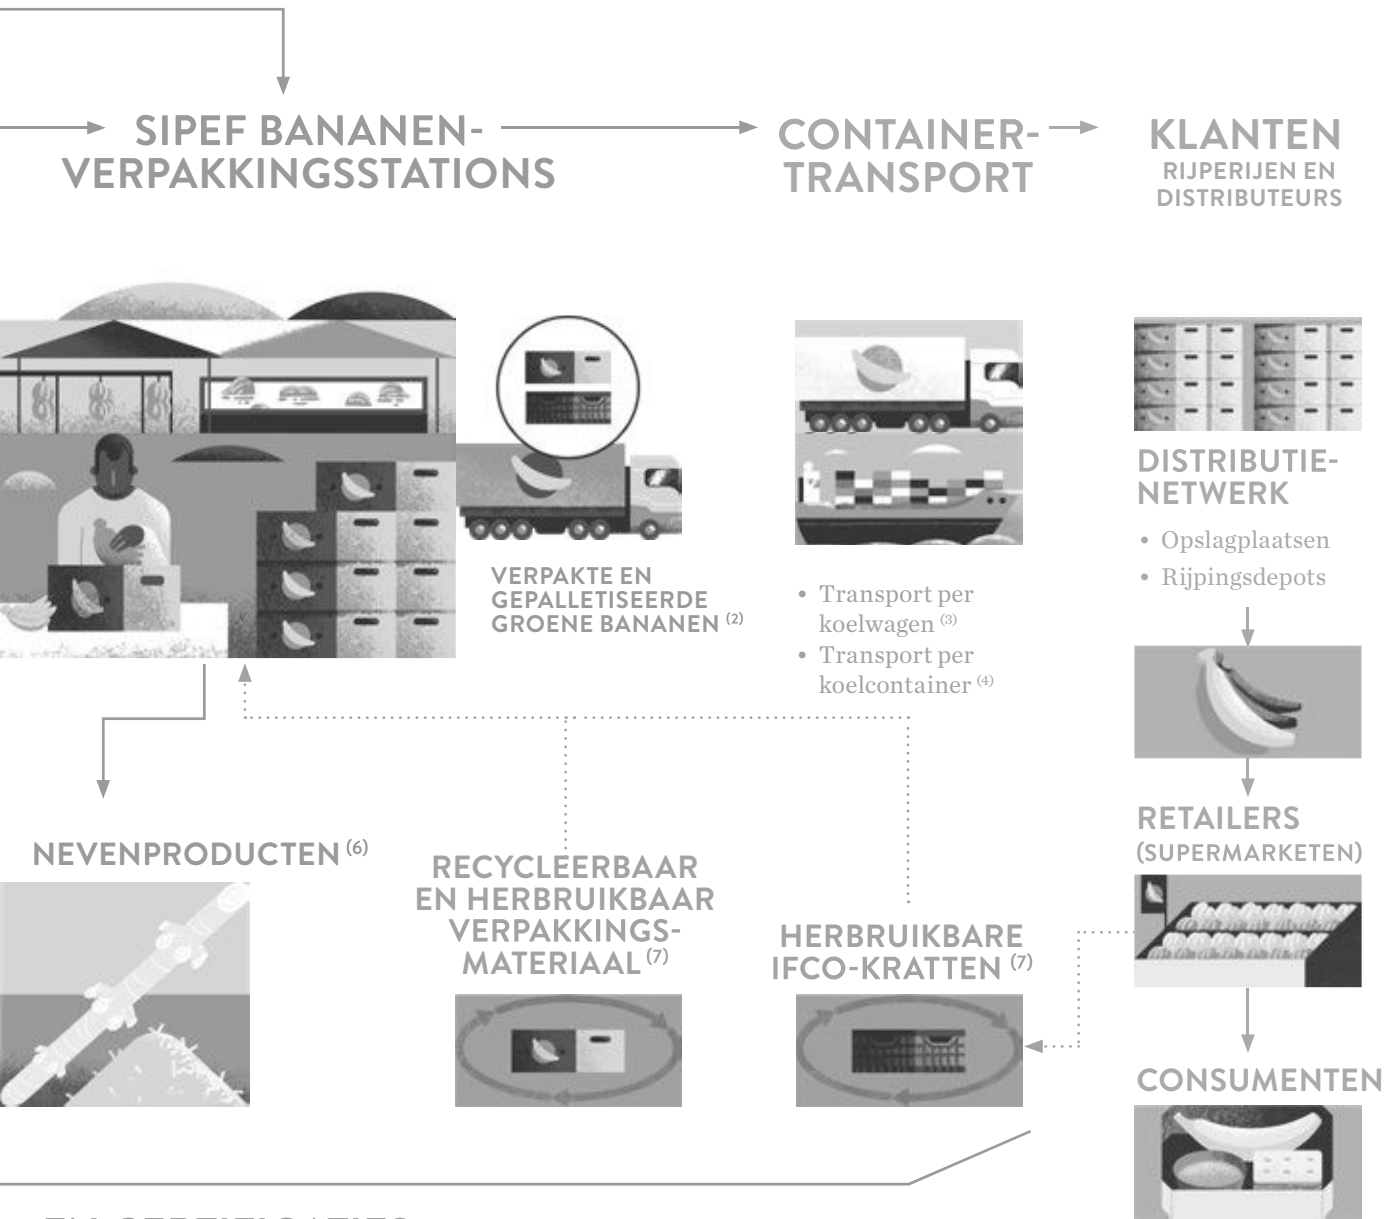 SIPEF BANANEN-
VERPAKKINGSSTATIONS
CONTAINER-
TRANSPORT
KLANTEN
RIJPERIJEN EN
DISTRIBUTEURS
VERPAKTE EN
GEPALLETISEERDE
GROENE BANANEN (2)
• Transport per
koelwagen (3)
• Transport per
koelcontainer (4)
DISTRIBUTIE-
NETWERK
• Opslagplaatsen
• Rijpingsdepots
RETAILERS
(SUPERMARKETEN)
NEVENPRODUCTEN (6)
RECYCLEERBAAR
EN HERBRUIKBAAR
VERPAKKINGS-
MATERIAAL (7)
HERBRUIKBARE
IFCO-KRATTEN (7)
CONSUMENTEN